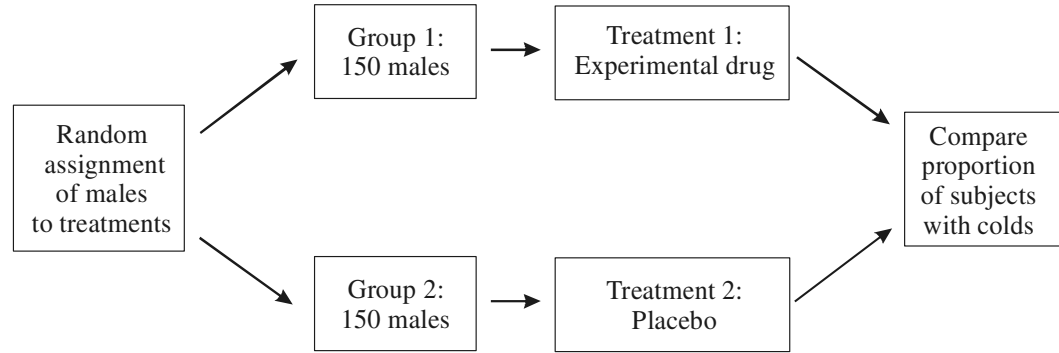 Random
assignment
of males
to treatments
Group 1:
150 males
Treatment 1:
Experimental drug
Group 2:
150 males
Treatment 2:
Placebo
Compare
proportion
of subjects
with colds